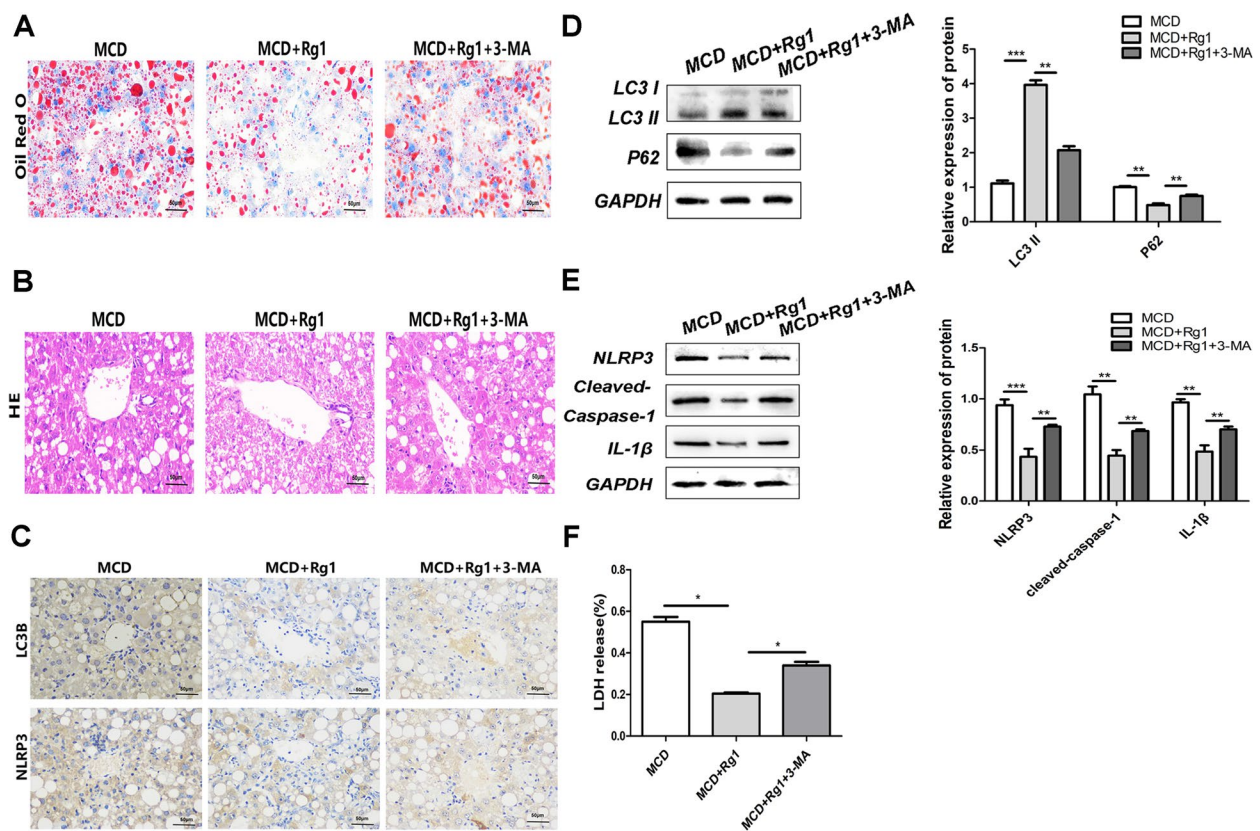 A
MCD
MCD+Rg1
MCD+Rg1+3-MA
Oil Red O
50μm
50μm
50μm
B
MCD
MCD+Rg1
MCD+Rg1+3-MA
HE
50μm
50μm
50μm
C
MCD
MCD+Rg1
MCD+Rg1+3-MA
LC3B
50μm
50μm
50μm
NLRP3
50μm
50μm
50μm
D
MCD
MCD+Rg1
MCD+Rg1+3-MA
LC3 I
LC3 II
P62
GAPDH
Relative expression of protein
5
4
3
2
1
0
***
**
**
**
MCD
MCD+Rg1
MCD+Rg1+3-MA
LC3 II
P62
E
MCD
MCD+Rg1
MCD+Rg1+3-MA
NLRP3
Cleaved-
Caspase-1
IL-1β
GAPDH
Relative expression of protein
1.5
1.0
0.5
0.0
***
**
**
**
**
**
MCD
MCD+Rg1
MCD+Rg1+3-MA
NLRP3
cleaved-caspase-1
IL-1β
F
LDH release(%)
0.8
0.6
0.4
0.2
0.0
*
*
MCD
MCD+Rg1
MCD+Rg1+3-MA